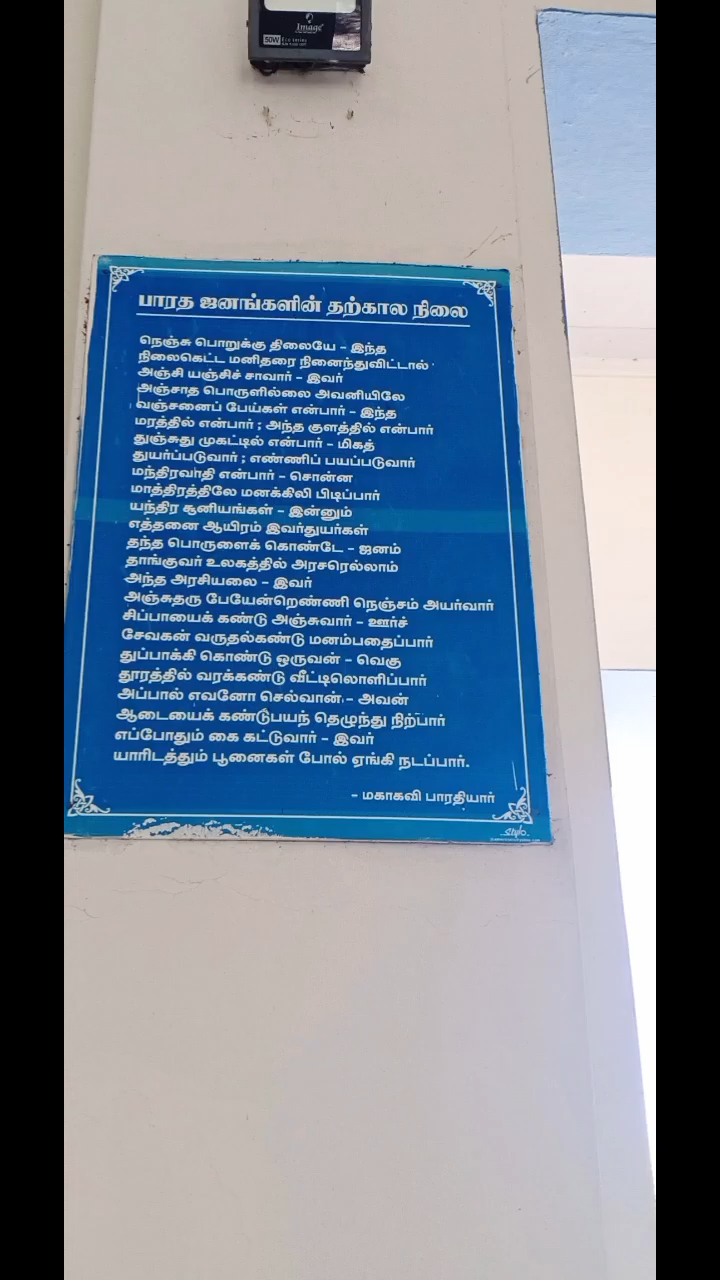 Image
50W
Eco series
பாரத ஜனங்களின் தற்கால நிலை
நெஞ்சு பொறுக்கு திலையே - இந்த
நிலைகெட்ட மனிதரை நினைந்துவிட்டால்
அஞ்சி யஞ்சிச் சாவார் - இவர்
அஞ்சாத பொருளில்லை அவனியிலே
வஞ்சனைப் பேய்கள் என்பார் - இந்த
மரத்தில் என்பார் ; அந்த குளத்தில் என்பார்
துஞ்சுது முகட்டில் என்பார் - மிகத்
துயர்ப்படுவார் ; எண்ணிப் பயப்படுவார்
மந்திரவாதி என்பார் - சொன்ன
மாத்திரத்திலே மனக்கிலி பிடிப்பார்
யந்திர சூனியங்கள் - இன்னும்
எத்தனை ஆயிரம் இவர்துயர்கள்
தந்த பொருளைக் கொண்டே - ஜனம்
தாங்குவர் உலகத்தில் அரசரெல்லாம்
அந்த அரசியலை - இவர்
அஞ்சுதரு பேயேன்றெண்ணி நெஞ்சம் அயர்வார்
சிப்பாயைக் கண்டு அஞ்சுவார் - ஊர்ச்
சேவகன் வருதல்கண்டு மனம்பதைப்பார்
துப்பாக்கி கொண்டு ஒருவன் - வெகு
தூரத்தில் வரக்கண்டு வீட்டிலொளிப்பார்
அப்பால் எவனோ செல்வான் - அவன்
ஆடையைக் கண்டுபயந் தெழுந்து நிற்பார்
எப்போதும் கை கட்டுவார் - இவர்
யாரிடத்தும் பூனைகள் போல் ஏங்கி நடப்பார்.
- மகாகவி பாரதியார்